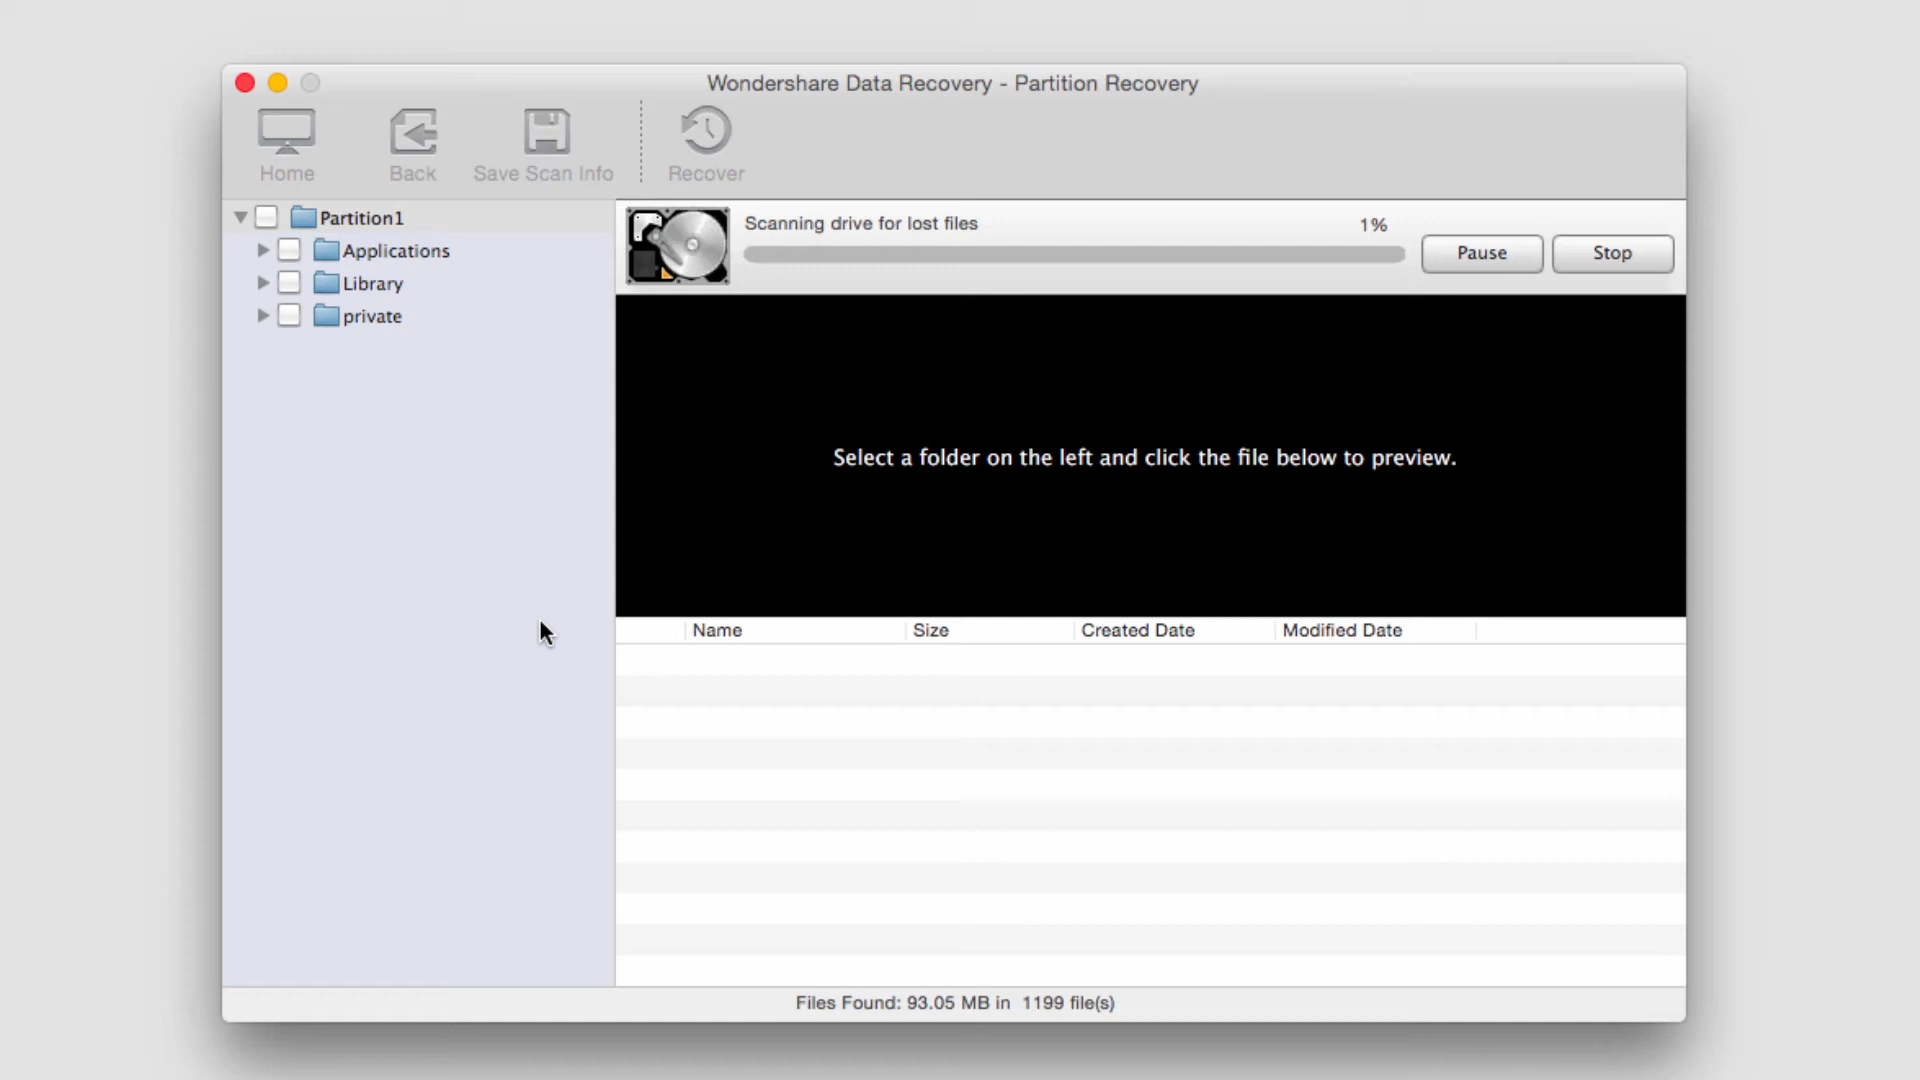 Wondershare Data Recovery - Partition Recovery
Home
Back
Save Scan Info
Recover
Partition1
Applications
Library
private
Scanning drive for lost files
1%
Pause
Stop
Select a folder on the left and click the file below to preview.
Name
Size
Created Date
Modified Date
Files Found: 93.05 MB in 1199 file(s)